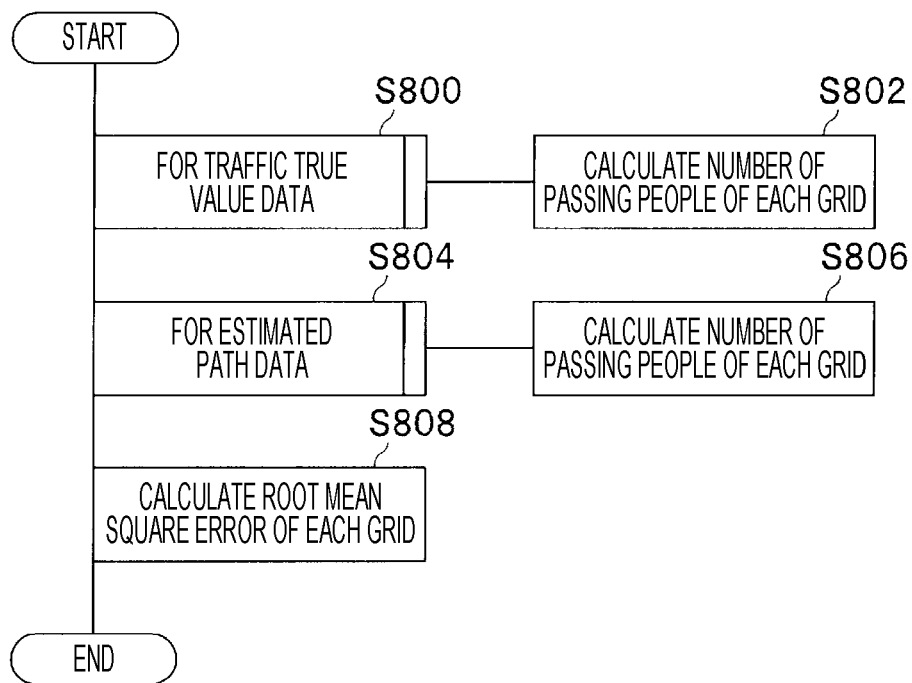 START
S800
FOR TRAFFIC TRUE
VALUE DATA
S802
CALCULATE NUMBER OF
PASSING PEOPLE OF EACH GRID
S804
FOR ESTIMATED
PATH DATA
S806
CALCULATE NUMBER OF
PASSING PEOPLE OF EACH GRID
S808
CALCULATE ROOT MEAN
SQUARE ERROR OF EACH GRID
END